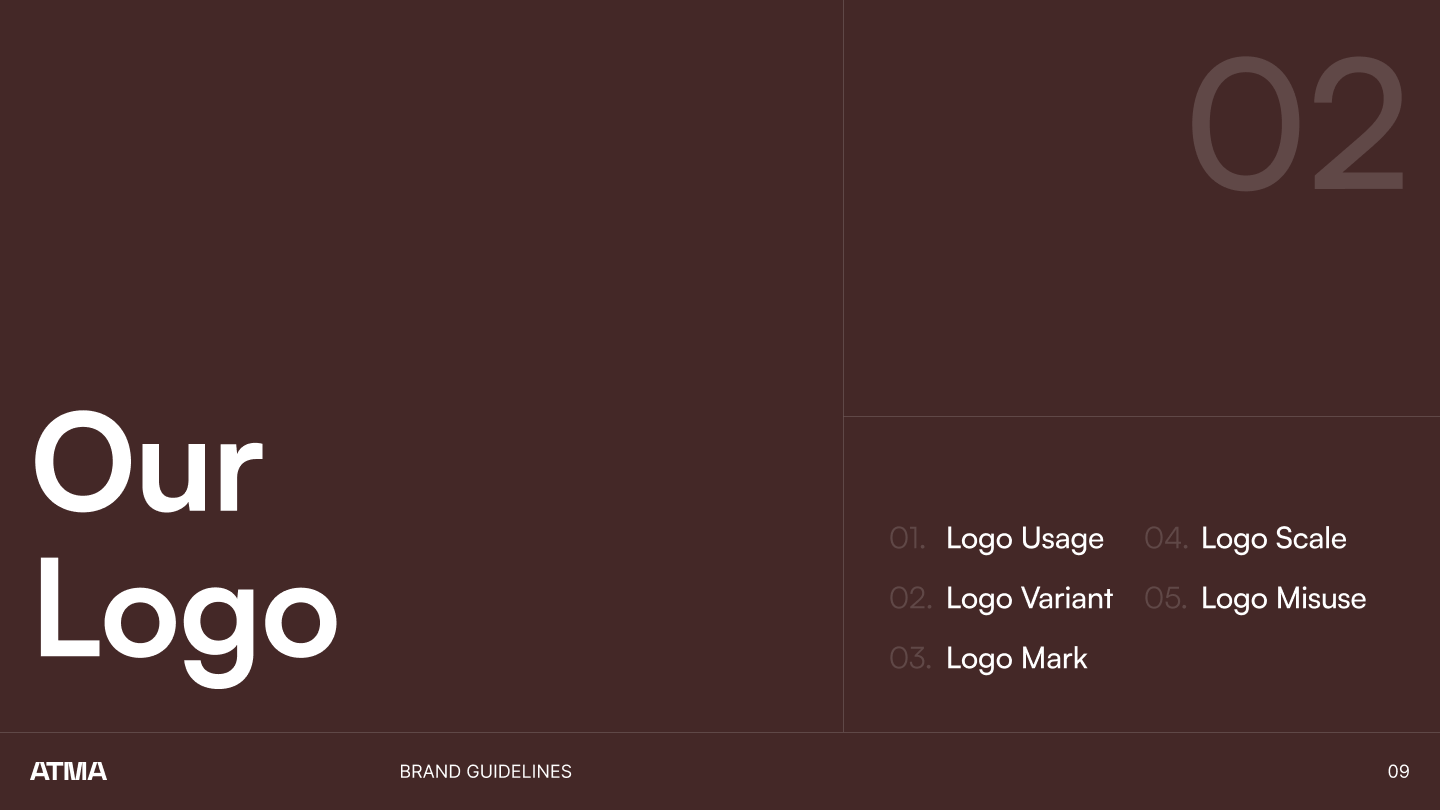 02
Our
Logo
01. Logo Usage
02. Logo Variant
03. Logo Mark
04. Logo Scale
05. Logo Misuse
ATMA
BRAND GUIDELINES
09